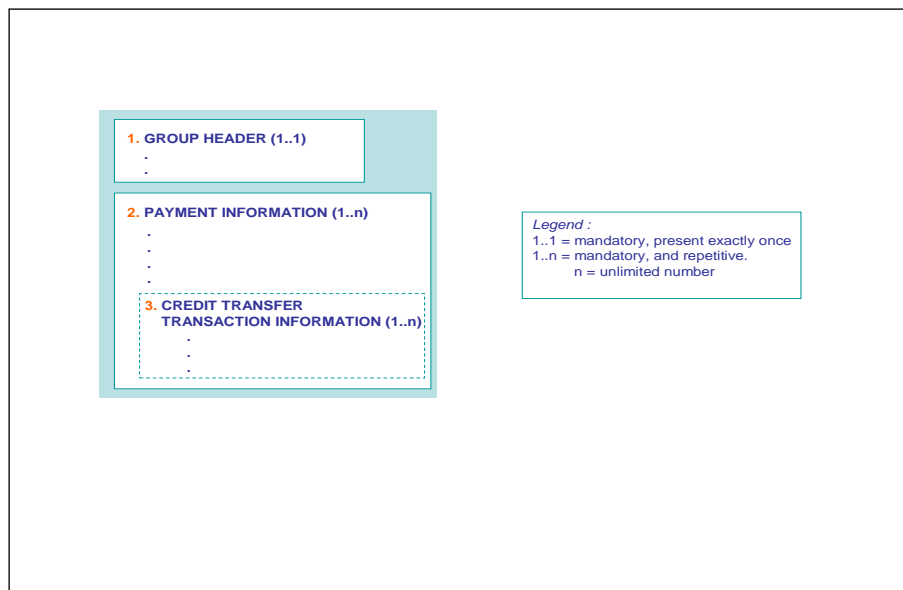 1. GROUP HEADER (1..1)
.
.
2. PAYMENT INFORMATION (1..n)
.
.
.
.
3. CREDIT TRANSFER
TRANSACTION INFORMATION (1..n)
.
.
.
Legend :
1..1 = mandatory, present exactly once
1..n = mandatory, and repetitive.
n = unlimited number